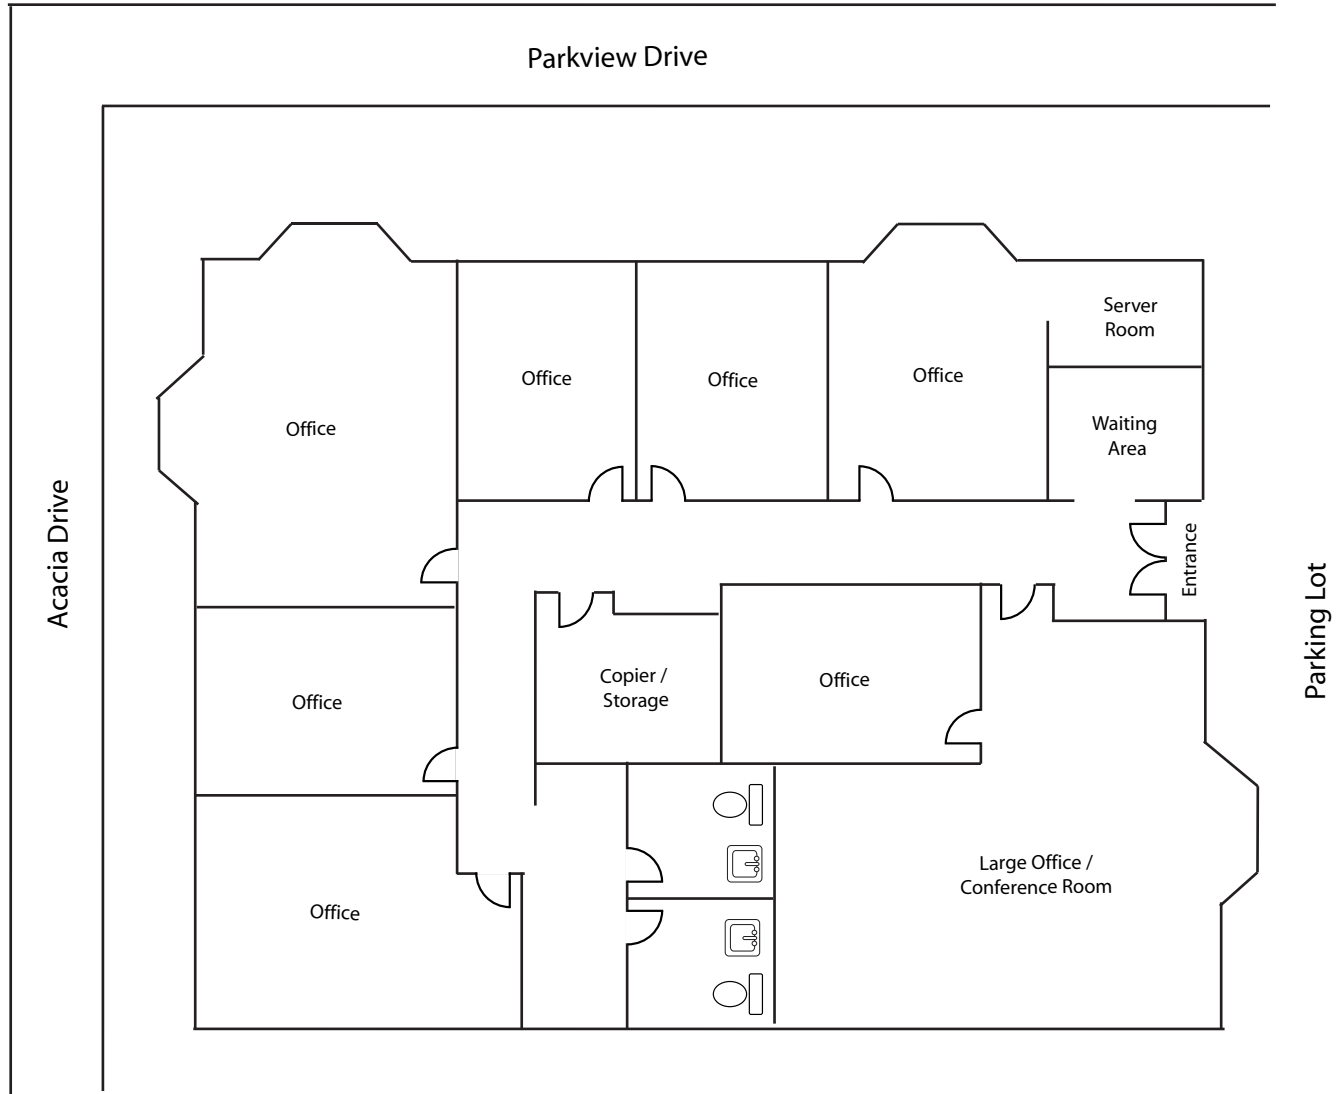 Parkview Drive
Server
Room
Office
Office
Office
Waiting
Area
Office
Acacia Drive
Entrance
Parking Lot
Copier /
Storage
Office
Office
Large Office /
Conference Room
Office